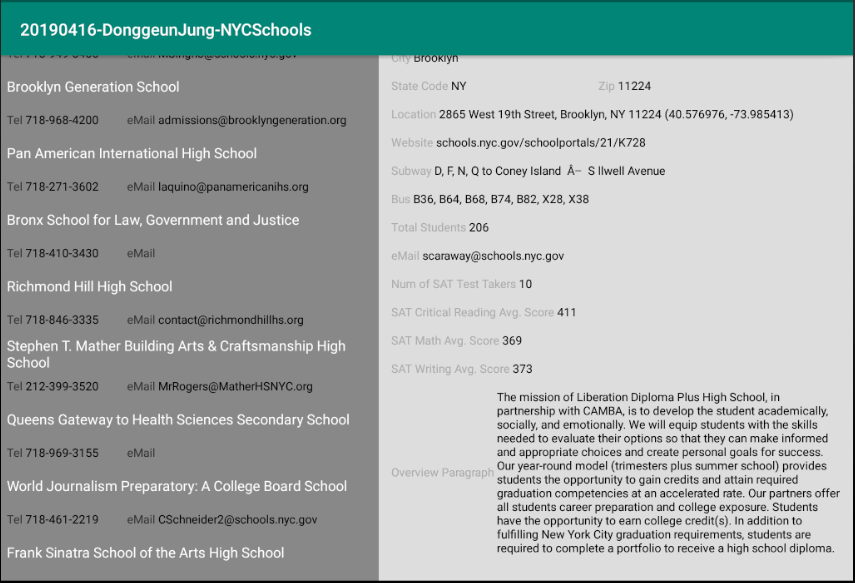 20190416-DonggeunJung-NYCSchools
Brooklyn Generation School
Tel 718-968-4200 eMail admissions@brooklyngeneration.org
Pan American International High School
Tel 718-271-3602 eMail laquino@panamericanihs.org
Bronx School for Law, Government and Justice
Tel 718-410-3430 eMail
Richmond Hill High School
Tel 718-846-3335 eMail contact@richmondhillhs.org
Stephen T. Mather Building Arts & Craftsmanship High
School
Tel 212-399-3520 eMail MrRogers@MatherHSNYC.org
Queens Gateway to Health Sciences Secondary School
Tel 718-969-3155 eMail
World Journalism Preparatory: A College Board School
Tel 718-461-2219 eMail CSchneider2@schools.nyc.gov
Frank Sinatra School of the Arts High School
City Brooklyn
State Code NY Zip 11224
Location 2865 West 19th Street, Brooklyn, NY 11224 (40.576976, -73.985413)
Website schools.nyc.gov/schoolportals/21/K728
Subway D, F, N, Q to Coney Island Â– S llwell Avenue
Bus B36, B64, B68, B74, B82, X28, X38
Total Students 206
eMail scaraway@schools.nyc.gov
Num of SAT Test Takers 10
SAT Critical Reading Avg. Score 411
SAT Math Avg. Score 369
SAT Writing Avg. Score 373
The mission of Liberation Diploma Plus High School, in
partnership with CAMBA, is to develop the student academically,
socially, and emotionally. We will equip students with the skills
needed to evaluate their options so that they can make informed
and appropriate choices and create personal goals for success.
Overview Paragraph Our year-round model (trimesters plus summer school) provides
students the opportunity to gain credits and attain required
graduation competencies at an accelerated rate. Our partners offer
all students career preparation and college exposure. Students
have the opportunity to earn college credit(s). In addition to
fulfilling New York City graduation requirements, students are
required to complete a portfolio to receive a high school diploma.